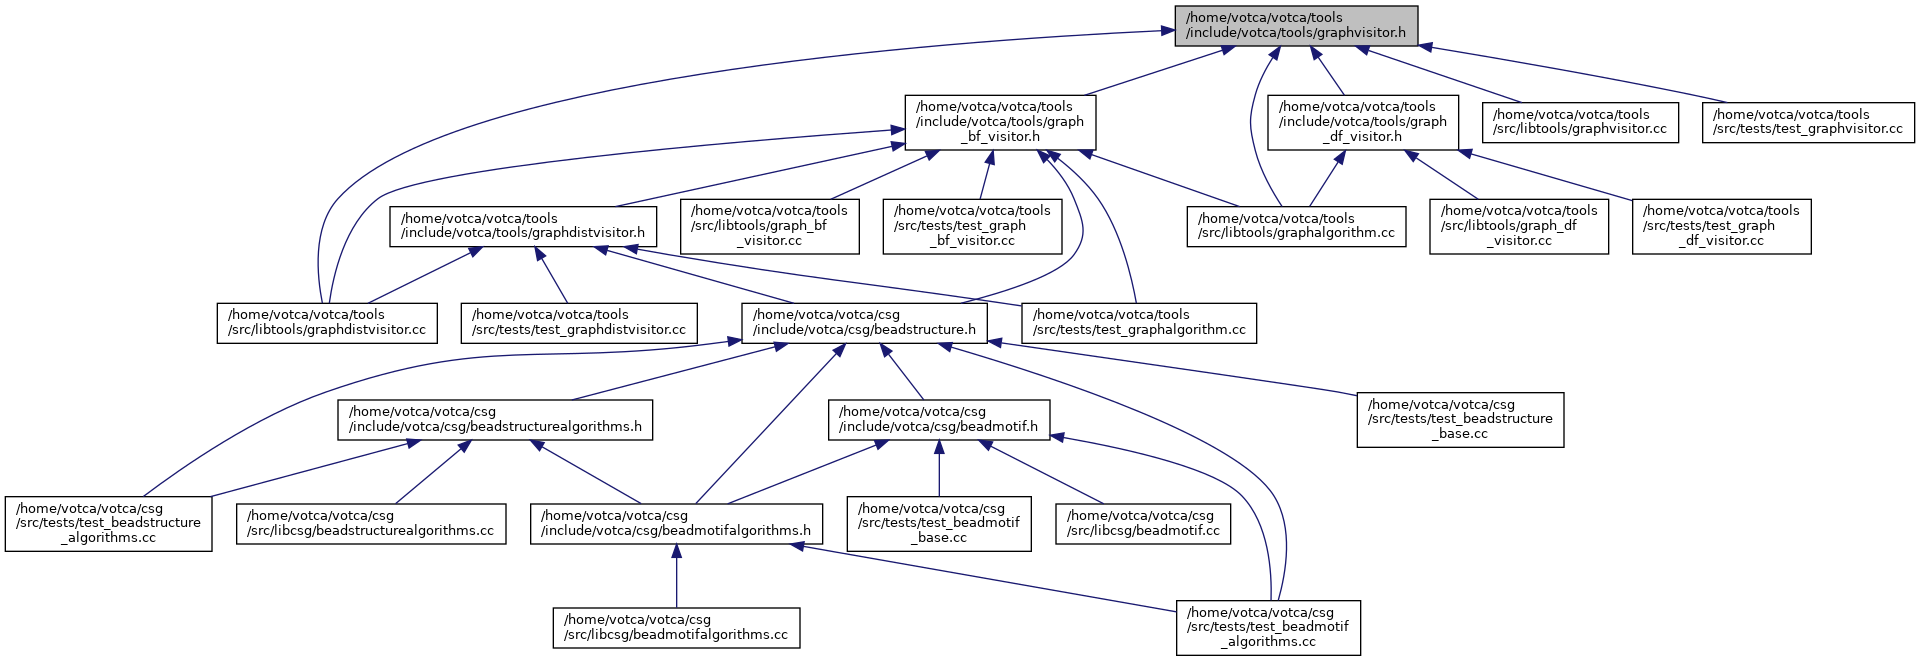 /home/votca/votca/tools
/include/votca/tools/graphvisitor.h
/home/votca/votca/tools
/include/votca/tools/graph
_bf_visitor.h
/home/votca/votca/tools
/include/votca/tools/graph
_df_visitor.h
/home/votca/votca/tools
/src/libtools/graphvisitor.cc
/home/votca/votca/tools
/src/tests/test_graphvisitor.cc
/home/votca/votca/tools
/include/votca/tools/graphdistvisitor.h
/home/votca/votca/tools
/src/libtools/graph_bf
_visitor.cc
/home/votca/votca/tools
/src/tests/test_graph
_bf_visitor.cc
/home/votca/votca/tools
/src/libtools/graphalgorithm.cc
/home/votca/votca/tools
/src/libtools/graph_df
_visitor.cc
/home/votca/votca/tools
/src/tests/test_graph
_df_visitor.cc
/home/votca/votca/tools
/src/libtools/graphdistvisitor.cc
/home/votca/votca/tools
/src/tests/test_graphdistvisitor.cc
/home/votca/votca/csg
/include/votca/csg/beadstructure.h
/home/votca/votca/tools
/src/tests/test_graphalgorithm.cc
/home/votca/votca/csg
/include/votca/csg/beadstructurealgorithms.h
/home/votca/votca/csg
/include/votca/csg/beadmotif.h
/home/votca/votca/csg
/src/tests/test_beadstructure
_base.cc
/home/votca/votca/csg
/src/tests/test_beadstructure
_algorithms.cc
/home/votca/votca/csg
/src/libcsg/beadstructurealgorithms.cc
/home/votca/votca/csg
/include/votca/csg/beadmotifalgorithms.h
/home/votca/votca/csg
/src/tests/test_beadmotif
_base.cc
/home/votca/votca/csg
/src/libcsg/beadmotif.cc
/home/votca/votca/csg
/src/libcsg/beadmotifalgorithms.cc
/home/votca/votca/csg
/src/tests/test_beadmotif
_algorithms.cc